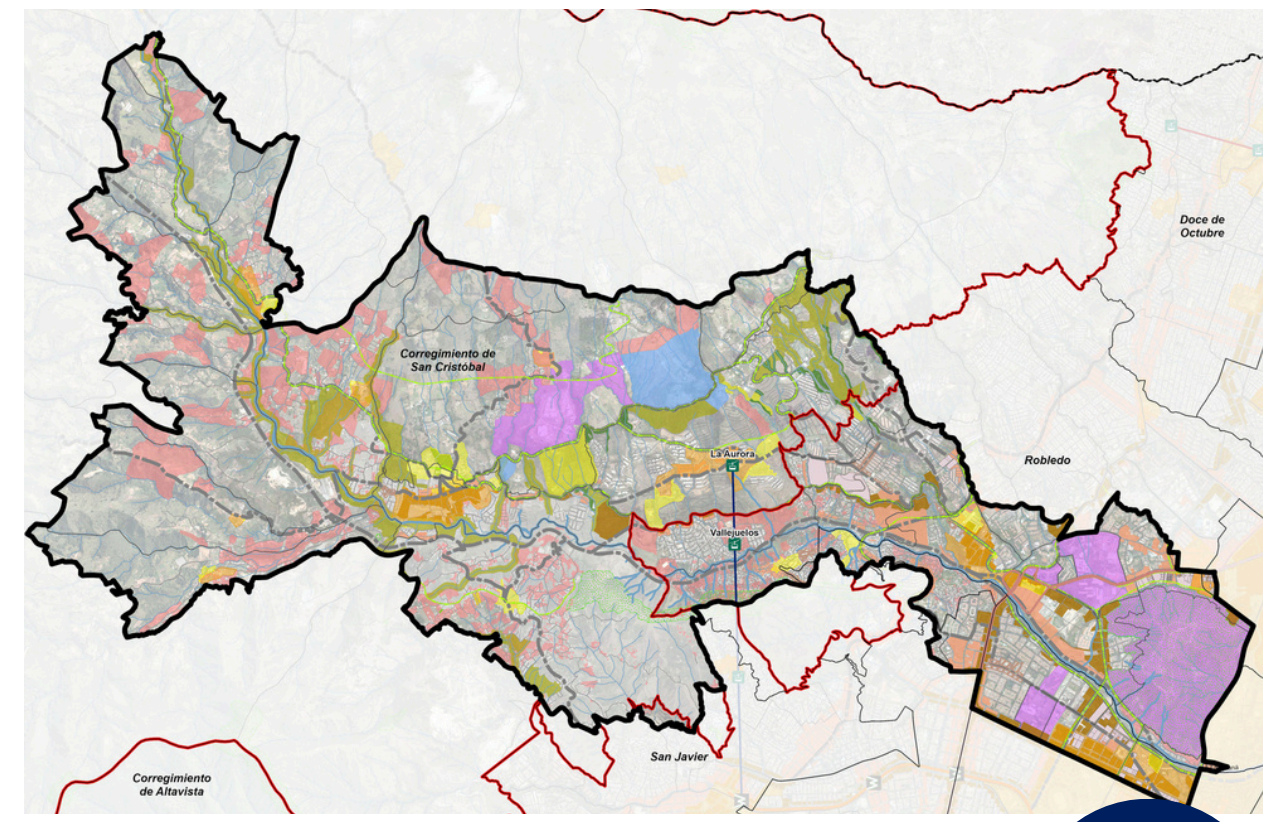 Doce de
Octubre
Corregimiento de
San Cristóbal
La Aurora
Robledo
Vallejuelos
San Javier
Corregimiento
de Altavista